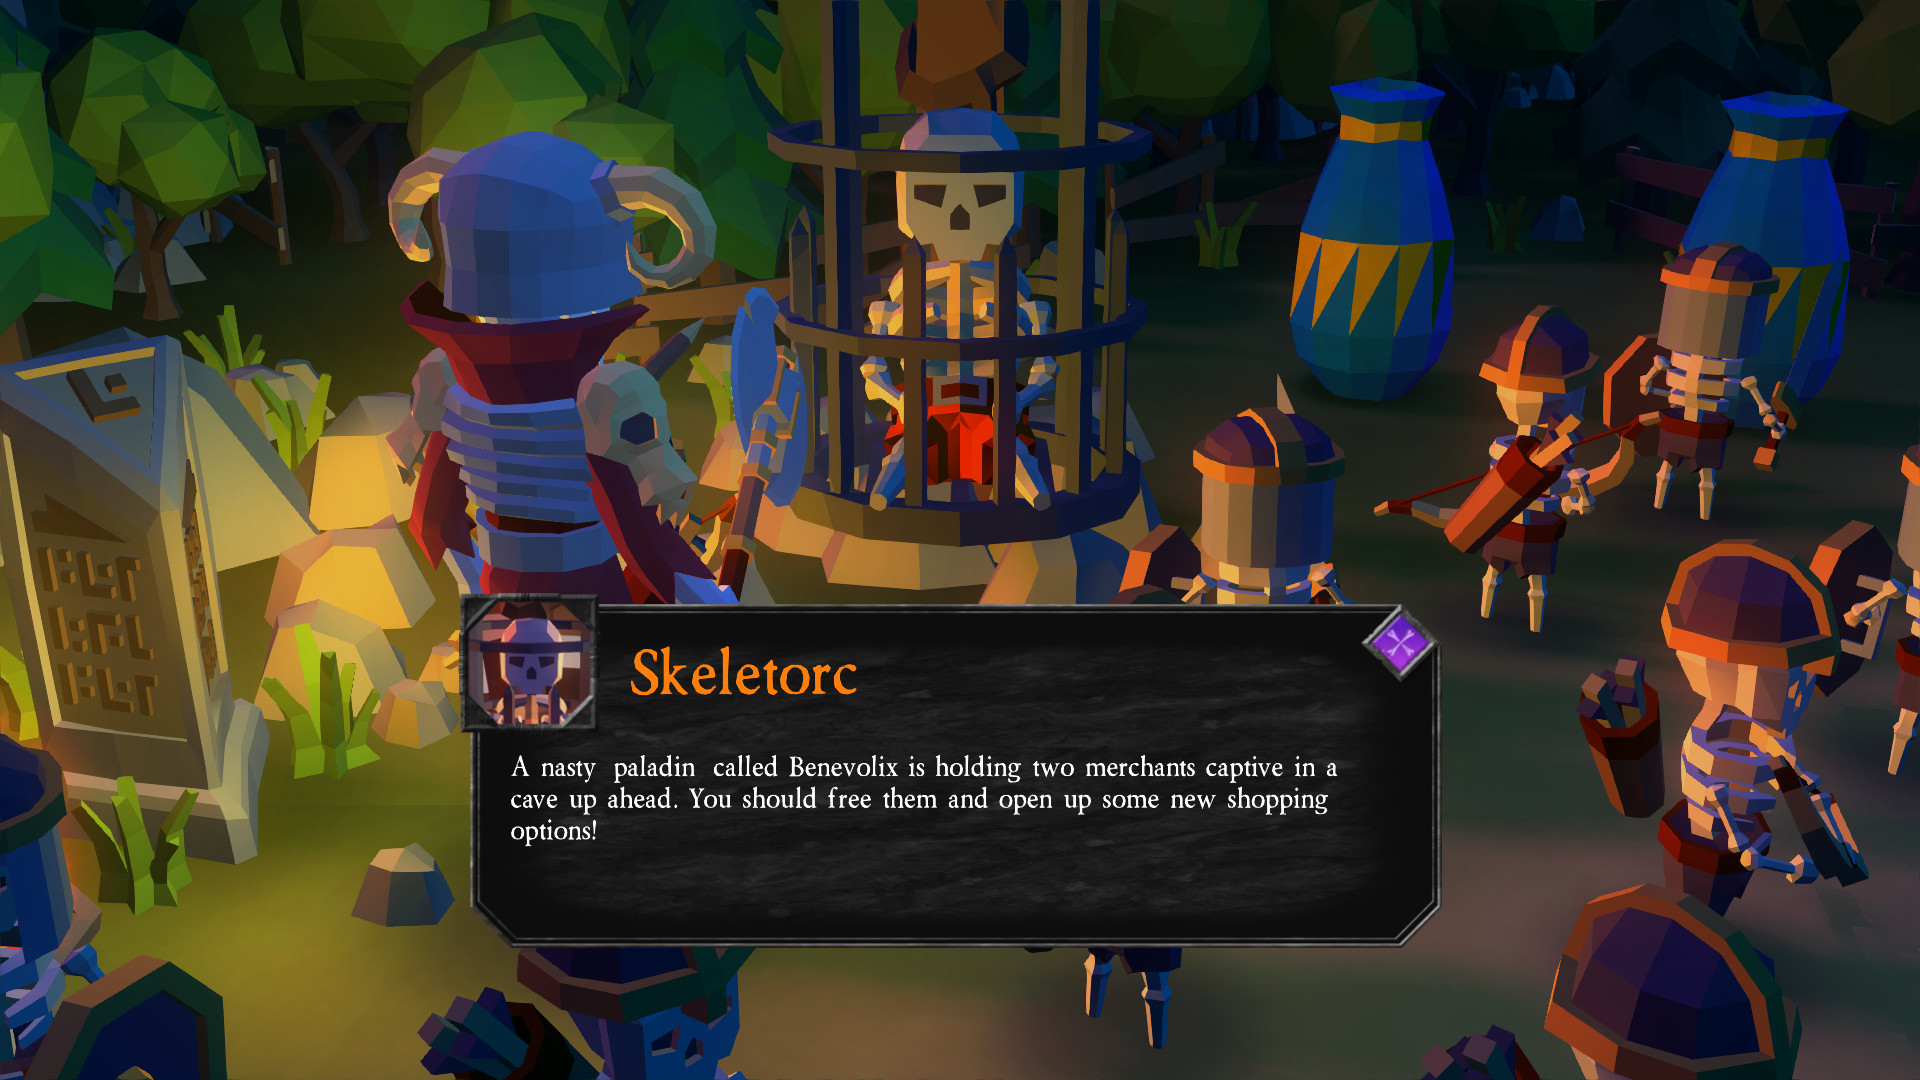 Skeletorc
A nasty paladin called Benevolix is holding two merchants captive in a
cave up ahead. You should free them and open up some new shopping
options!